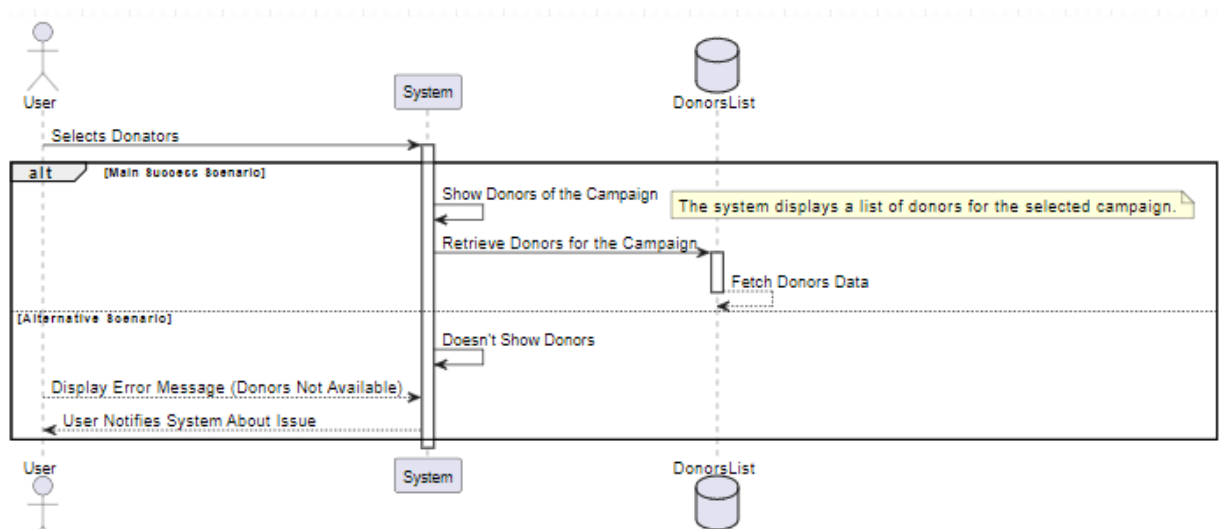 User
System
DonorsList
Selects Donators
alt
[Main Success Scenario]
Show Donors of the Campaign
The system displays a list of donors for the selected campaign.
Retrieve Donors for the Campaign
Fetch Donors Data
[Alternative Scenario]
Doesn't Show Donors
Display Error Message (Donors Not Available)
User Notifies System About Issue
User
System
DonorsList